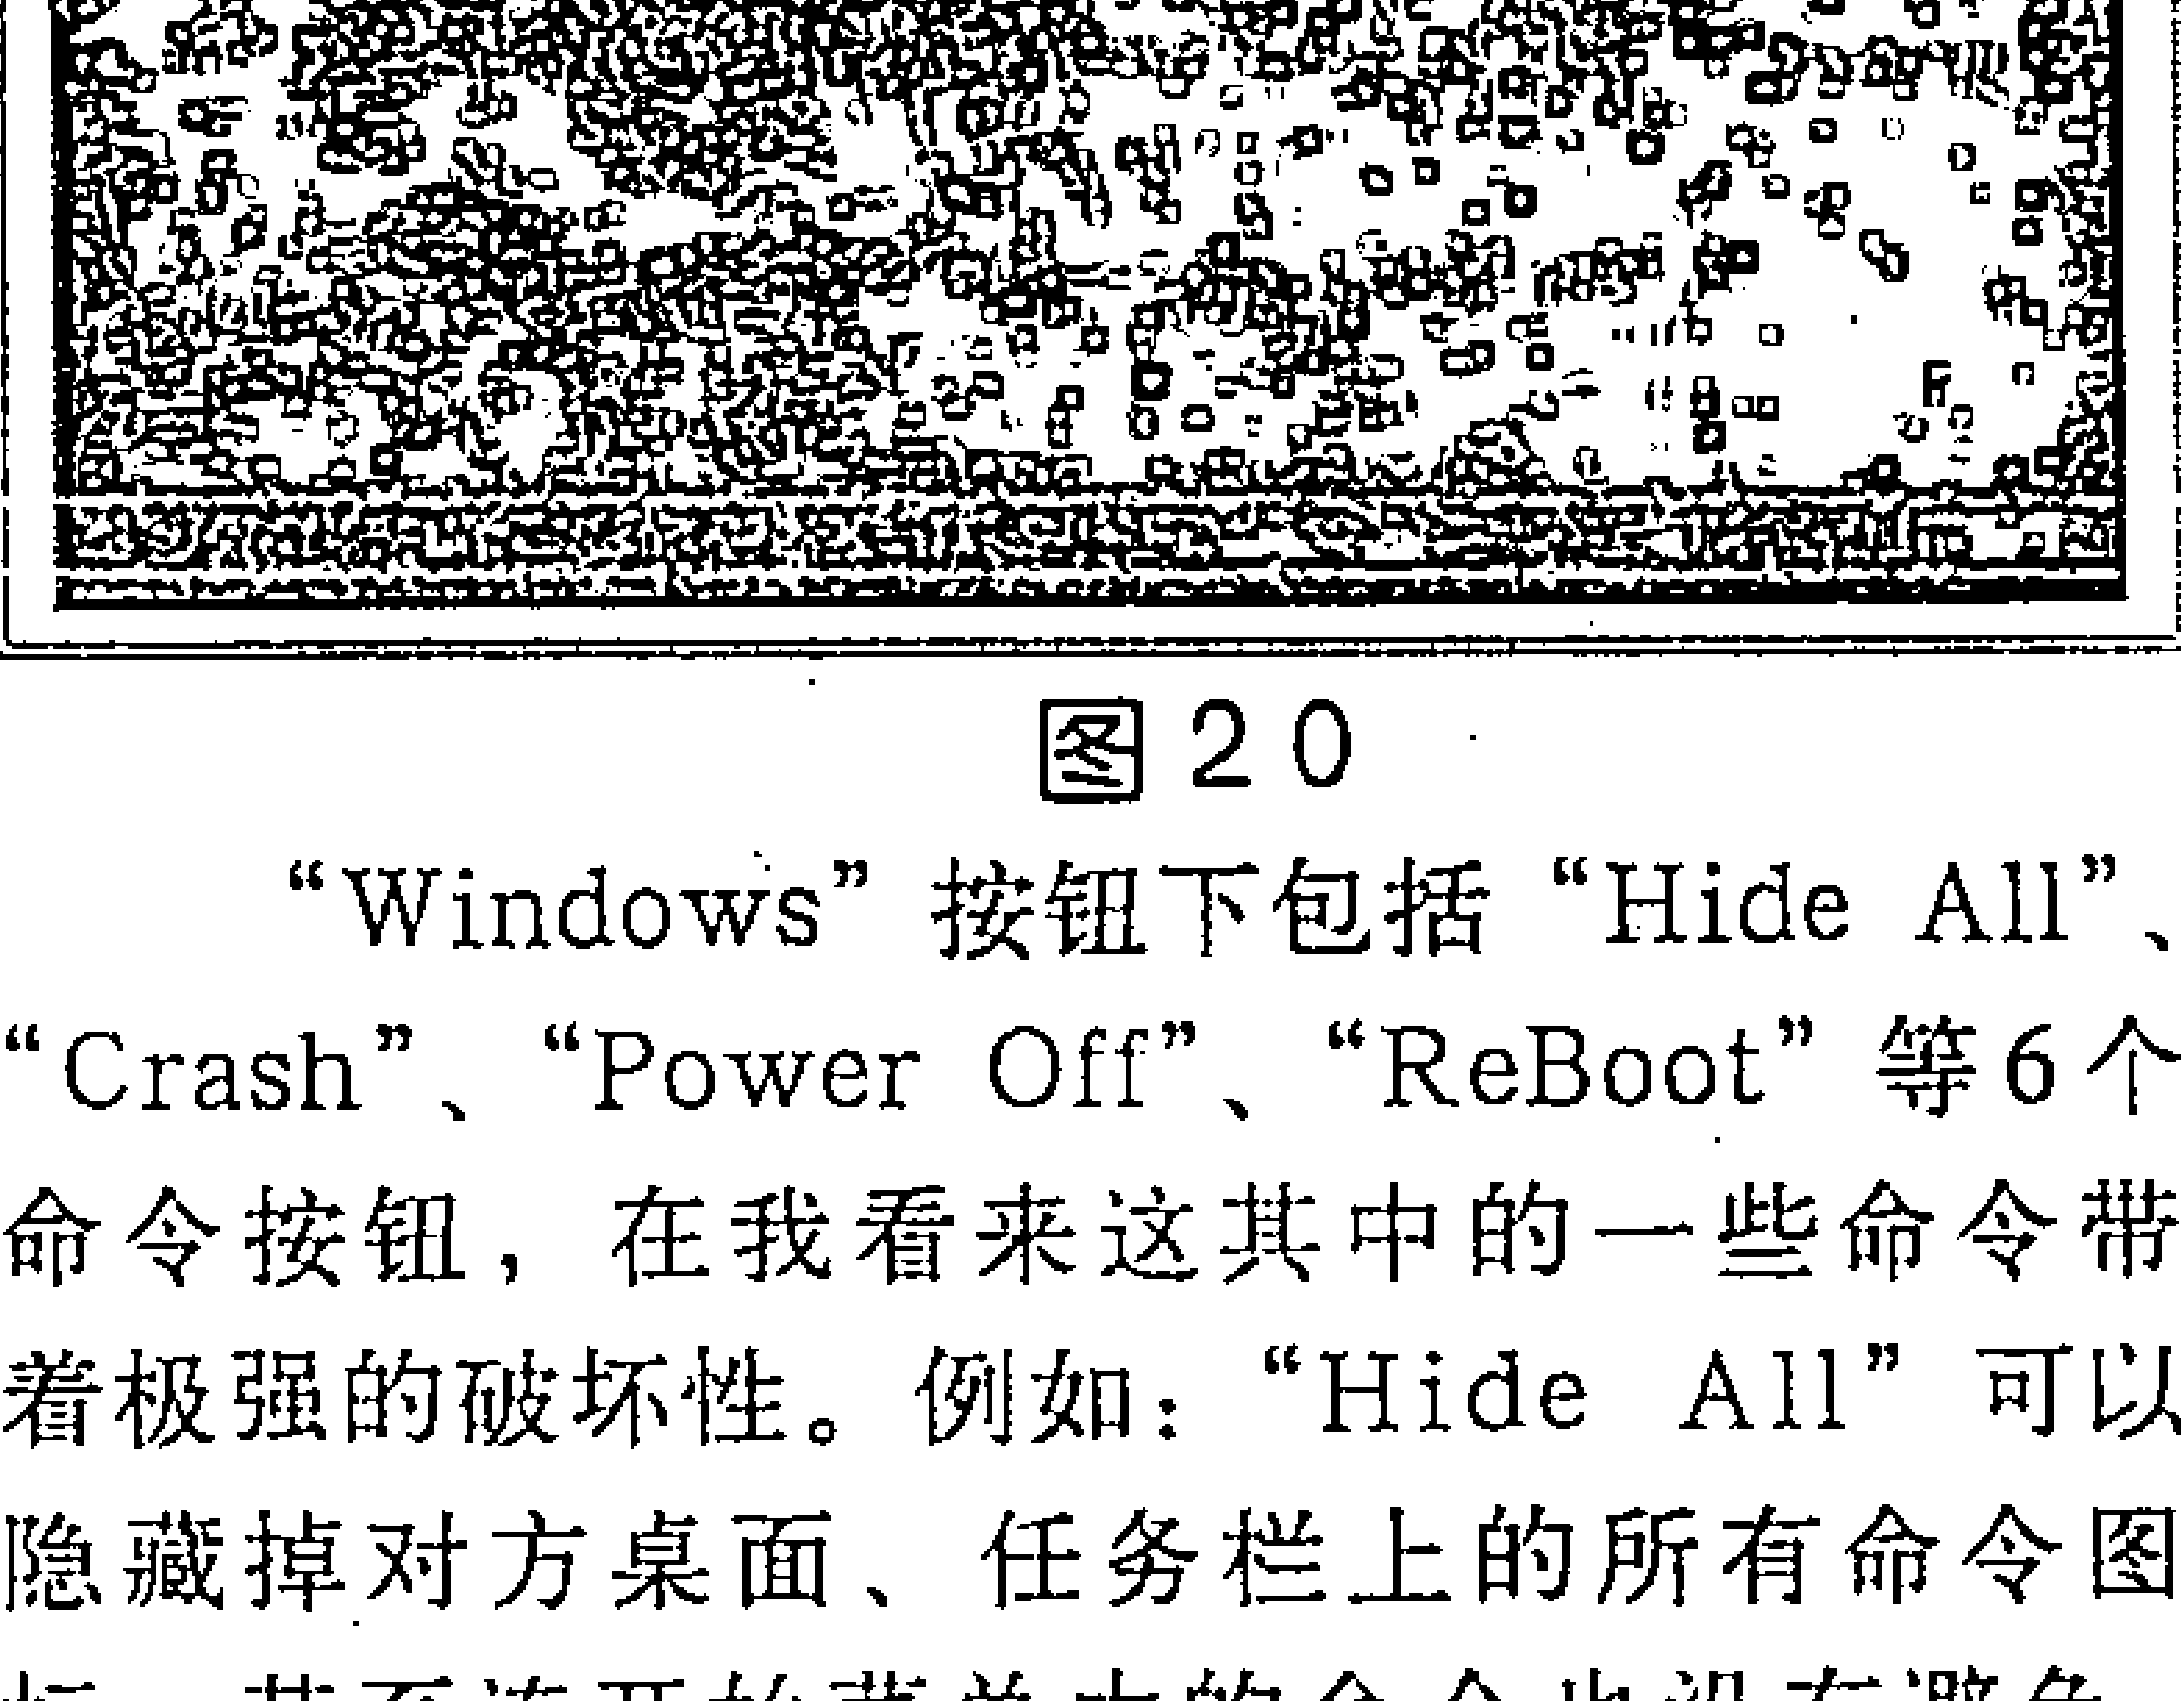 图20
“Windows” 按钮下包括 “Hide All”、
“Crash”、“Power Off”、“ReBoot” 等6个
命令按钮，在我看来这其中的一些命令带
着极强的破坏性。例如：“Hide All” 可以
隐藏掉对方桌面、任务栏上的所有命令图